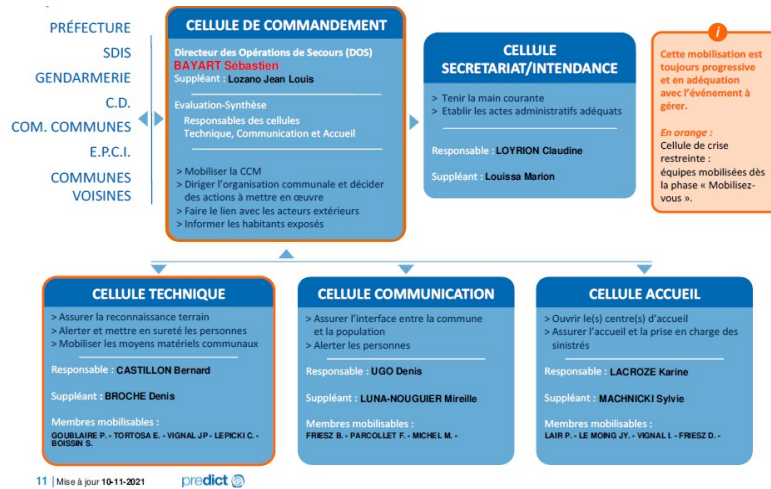 PRÉFECTURE
SDIS
GENDARMERIE
C.D.
COM. COMMUNES
E.P.C.I.
COMMUNES
VOISINES
CELLULE DE COMMANDEMENT
Directeur des Opérations de Secours (DOS)
BAYART Sébastien
Suppléant : Lozano Jean Louis
Evaluation-Synthèse
Responsables des cellules
Technique, Communication et Accueil
> Mobiliser la CCM
> Diriger l'organisation communale et décider
des actions à mettre en œuvre
> Faire le lien avec les acteurs extérieurs
> Informer les habitants exposés
CELLULE
SECRETARIAT/INTENDANCE
> Tenir la main courante
> Etablir les actes administratifs adéquats
Responsable : LOYRION Claudine
Suppléant : Louissa Marion
i
Cette mobilisation est
toujours progressive
et en adéquation
avec l'événement à
gérer.
En orange :
Cellule de crise
restreinte :
équipes mobilisées dès
la phase « Mobilisez-
vous ».
CELLULE TECHNIQUE
> Assurer la reconnaissance terrain
> Alerter et mettre en sureté les personnes
> Mobiliser les moyens matériels communaux
Responsable : CASTILLON Bernard
Suppléant : BROCHE Denis
Membres mobilisables :
GOUBLAIRE P. - TORTOSA E. - VIGNAL JP - LEPICKI C. -
BOISSIN S.
CELLULE COMMUNICATION
> Assurer l'interface entre la commune
et la population
> Alerter les personnes
Responsable : UGO Denis
Suppléant : LUNA-NOUGUIER Mireille
Membres mobilisables :
FRIESZ B. - PARCOLLET F. - MICHEL M. -
CELLULE ACCUEIL
> Ouvrir le(s) centre(s) d'accueil
> Assurer l'accueil et la prise en charge des
sinistrés
Responsable : LACROZE Karine
Suppléant : MACHNICKI Sylvie
Membres mobilisables :
LAIR P. - LE MOING JY. - VIGNAL I. - FRIESZ D. -
11 | Mise à jour 10-11-2021
predict